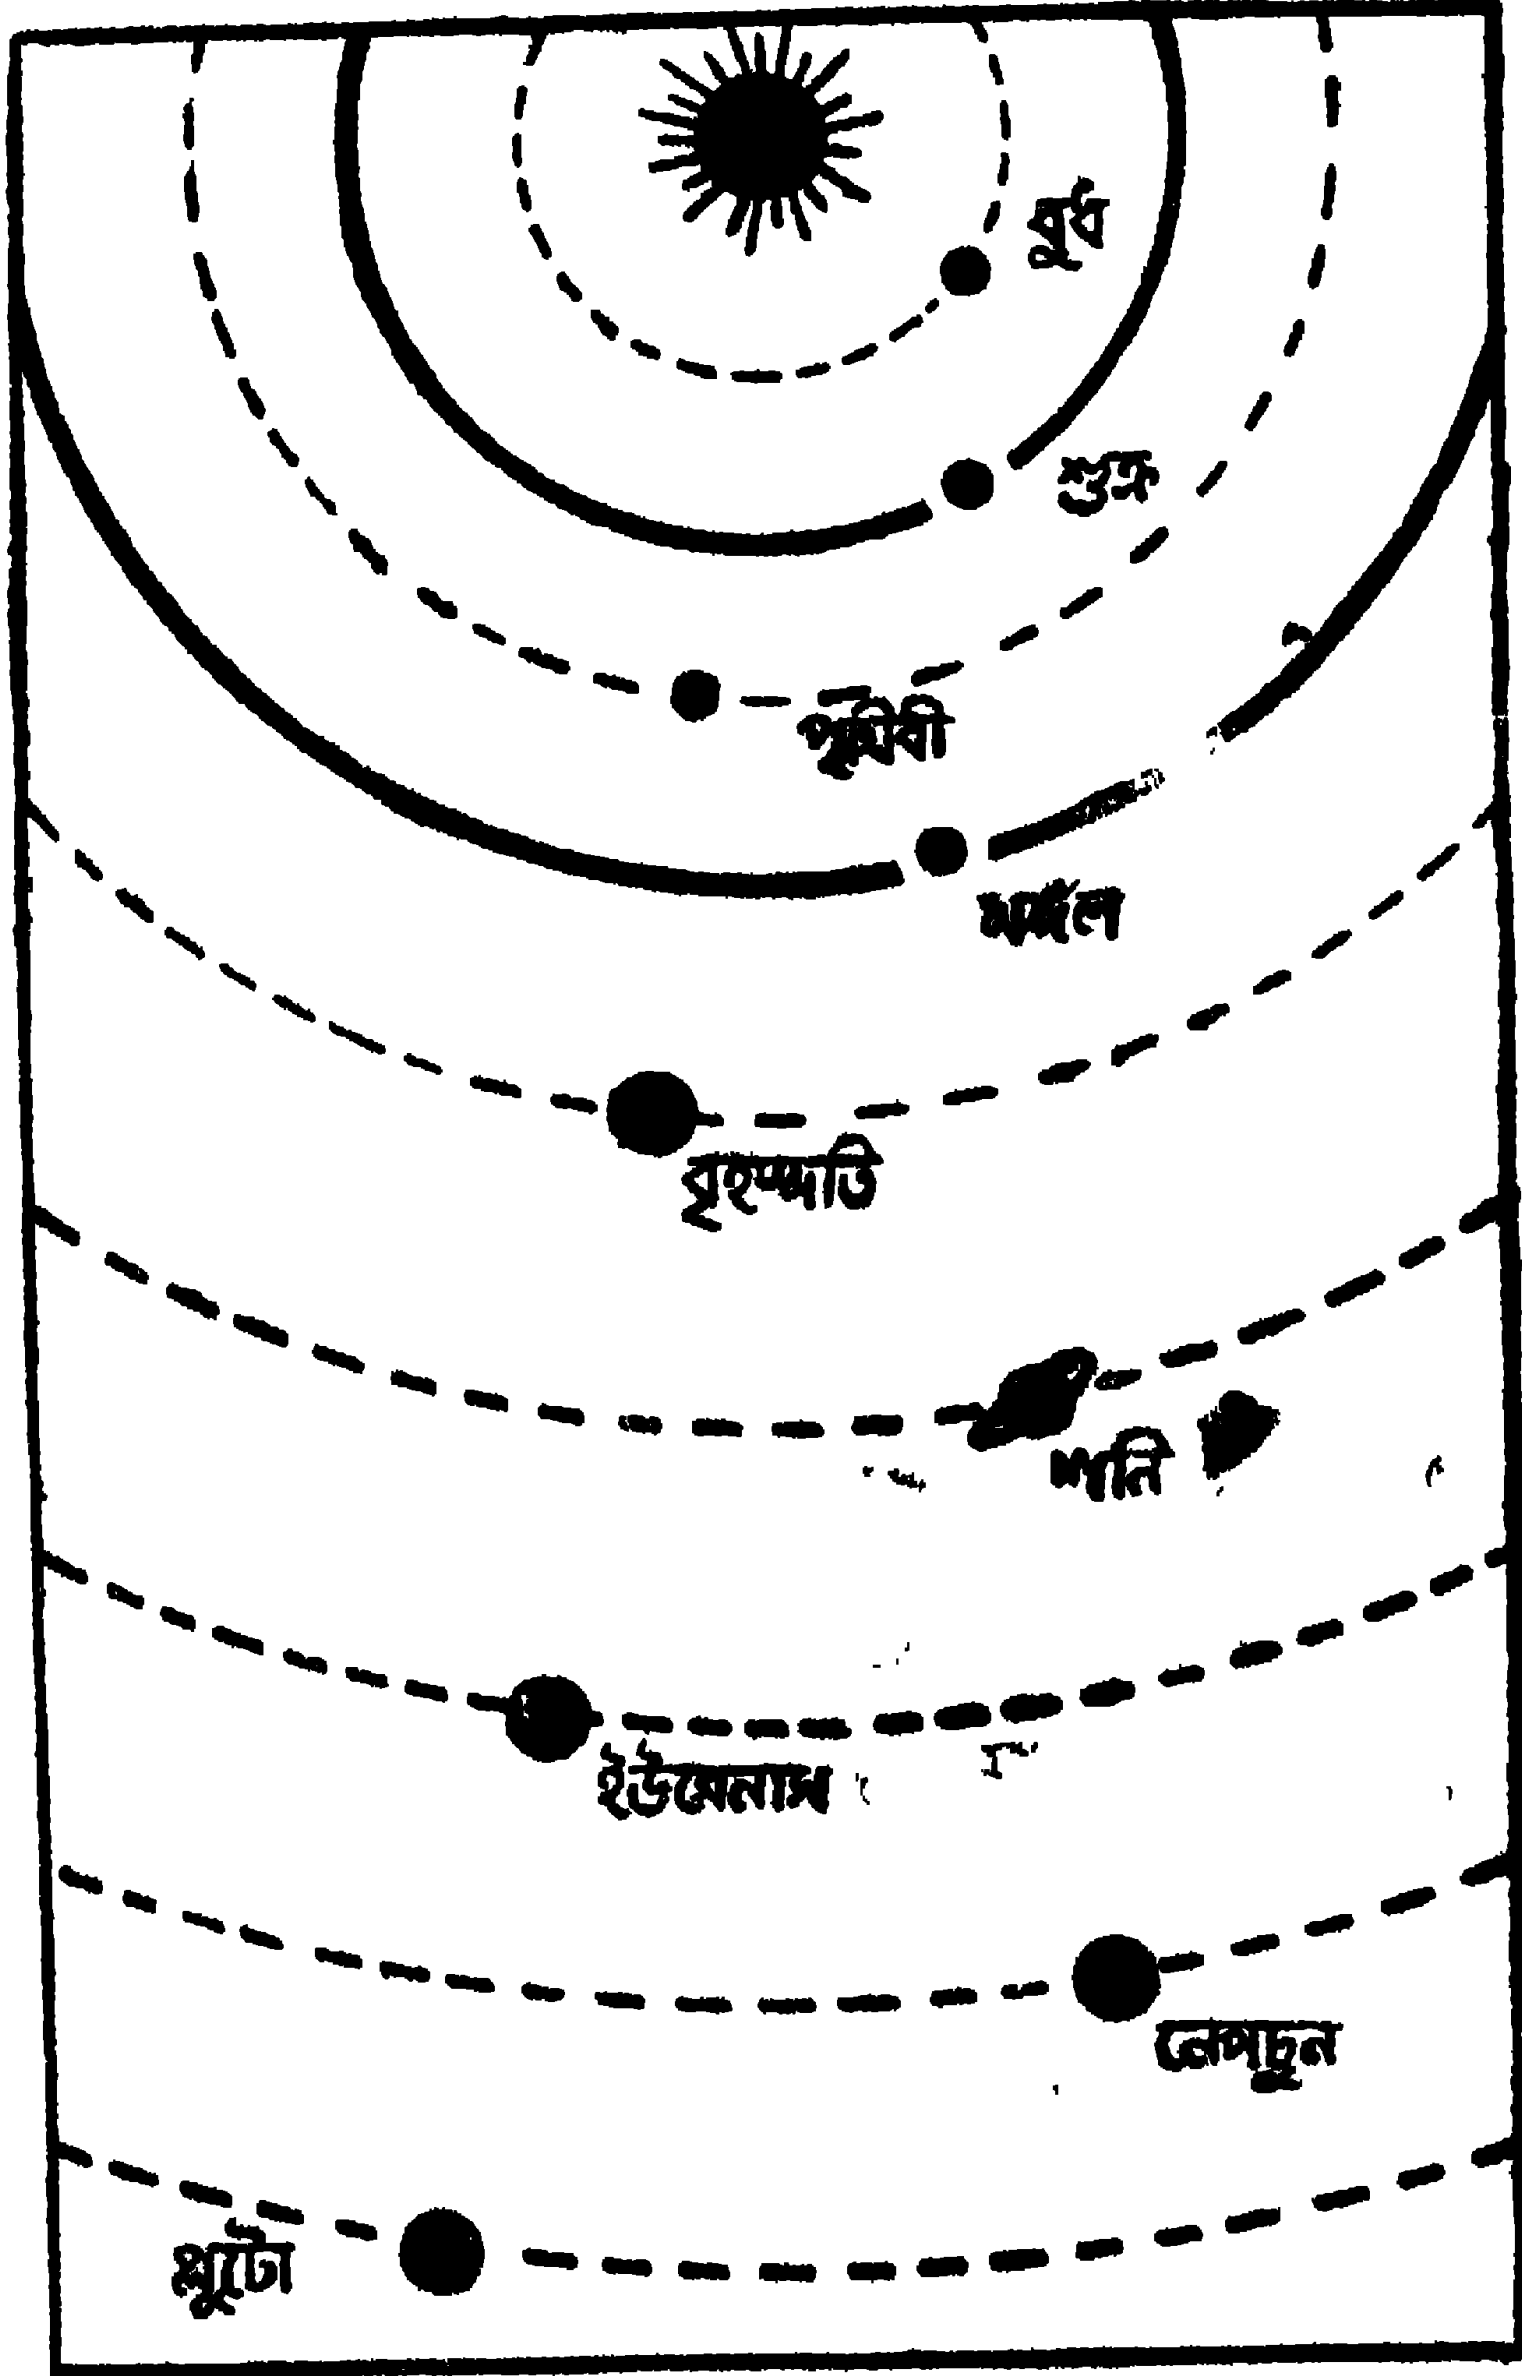 বুধ
শুক্র
পৃথিবী
মঙ্গল
বৃহস্পতি
শনি
ইউরেনাস
নেপচুন
প্লুটো